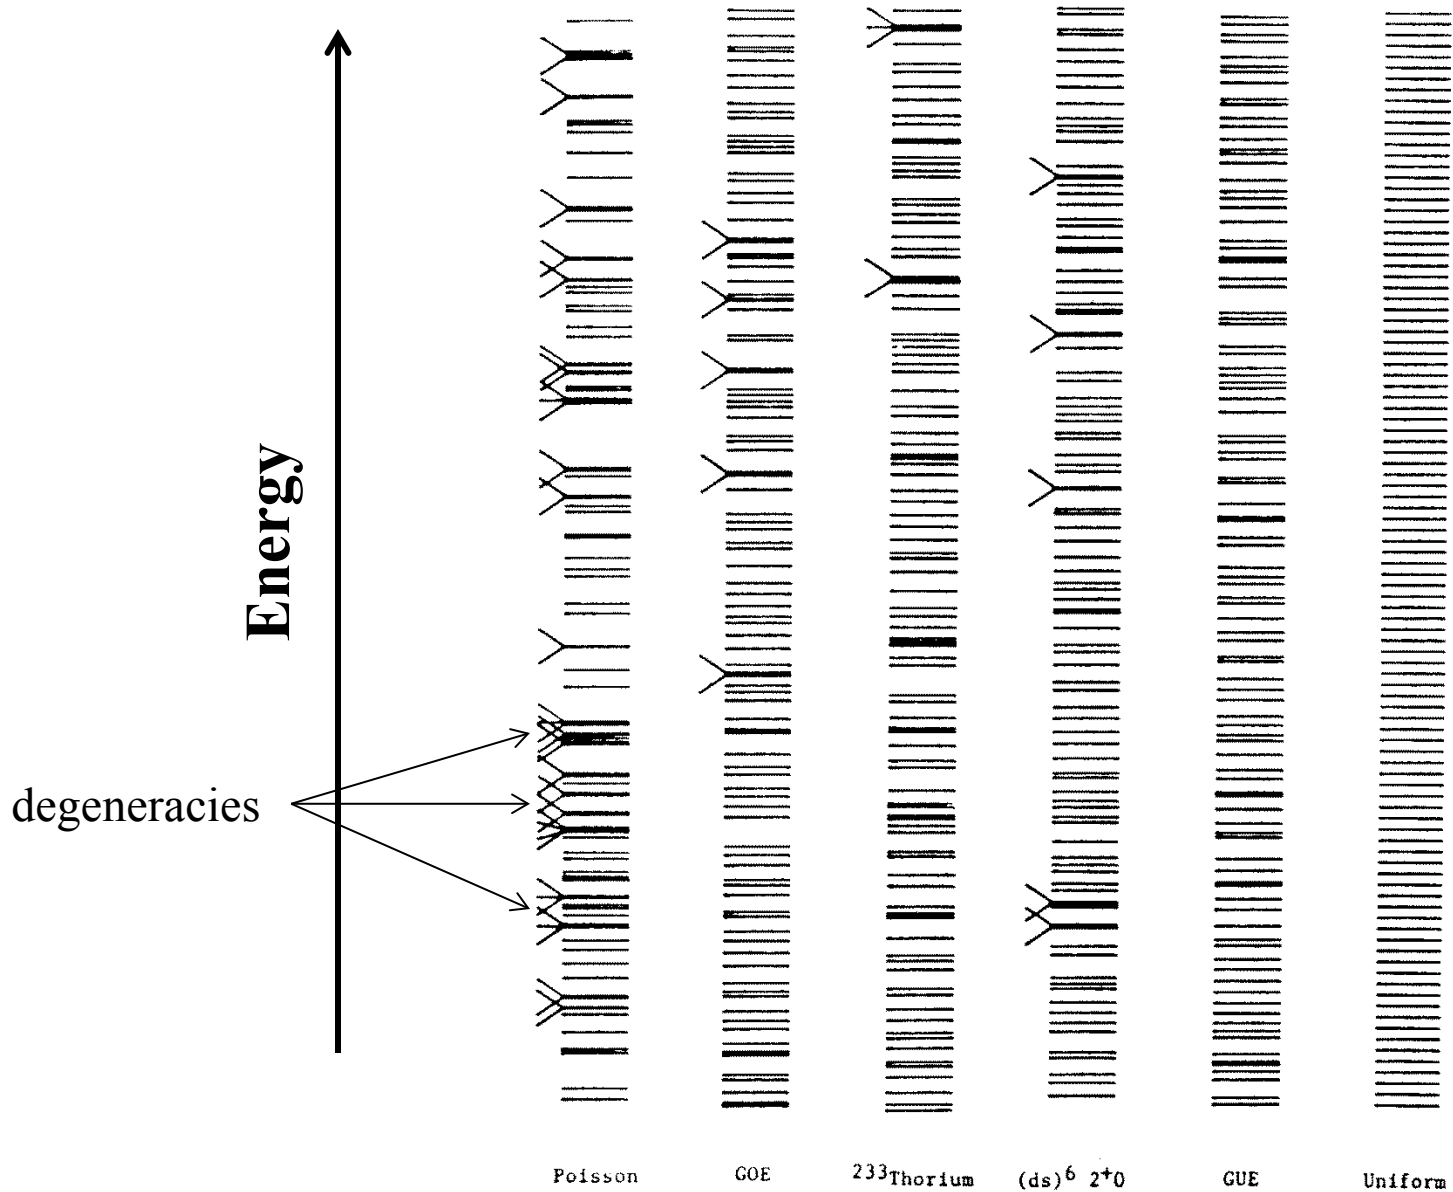 Energy
degeneracies
Poisson
GOE
²³³Thorium
(ds)⁶ 2⁺0
GUE
Uniform